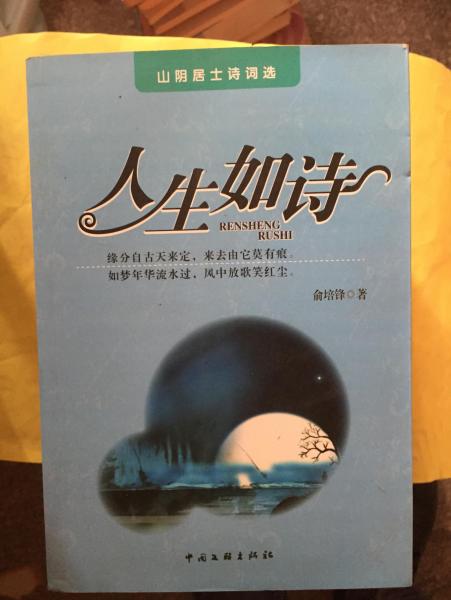 山阴居士诗词选
人生如诗
RENSHENG
RUSHI
缘分自古天来定，来去由它莫有痕。
如梦年华流水过，风中放歌笑红尘。
俞培锋◎著
中国文联出版社